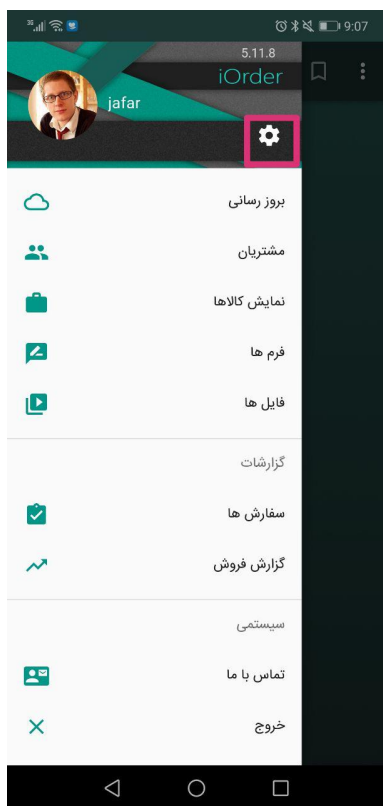 3G
9:07
5.11.8
iOrder
jafar
بروز رسانی
مشتریان
نمایش کالاها
فرم ها
فایل ها
گزارشات
سفارش ها
گزارش فروش
سیستمی
تماس با ما
خروج